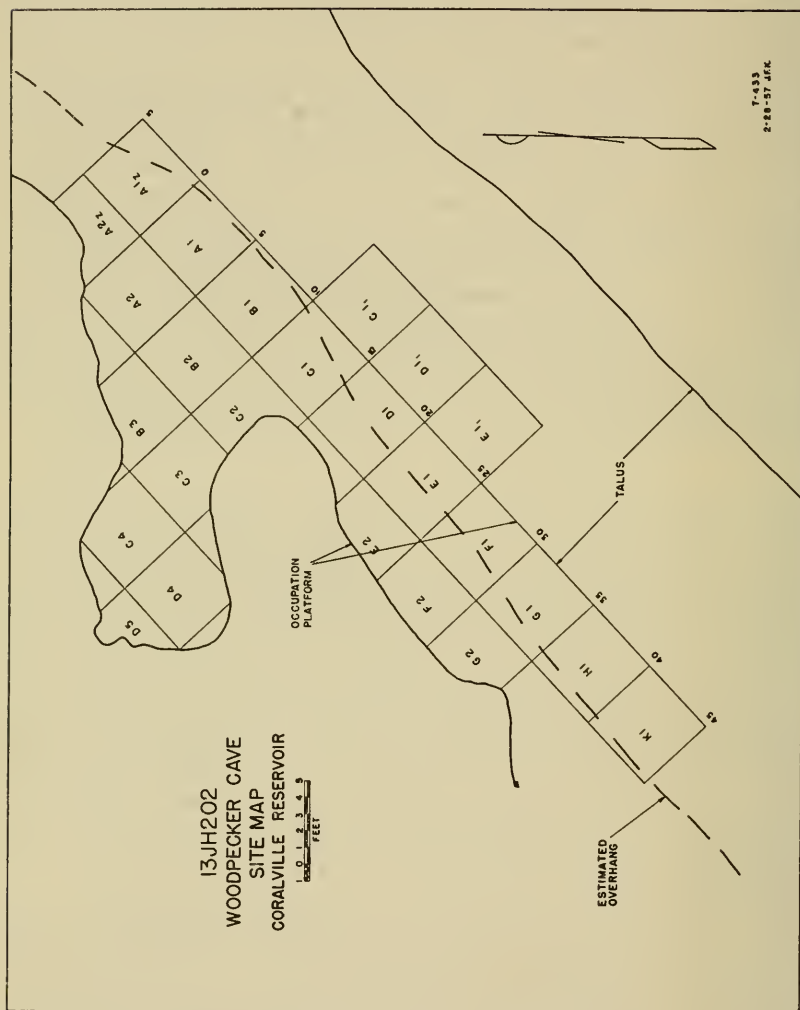 13JH202
WOODPECKER CAVE
SITE MAP
CORALVILLE RESERVOIR
1 0 1 2 3 4 5
FEET
OCCUPATION
PLATFORM
ESTIMATED
OVERHANG
TALUS
T-433
2-28-57 J.F.K.
D5
D4
C4
C3
B3
C2
B2
A2
A2z
A1z
A1
B1
C1
D1
E1
E2
F2
G2
F1
G1
H1
K1
C1,
D1,
E1,
5
0
5
10
15
20
25
30
35
40
45